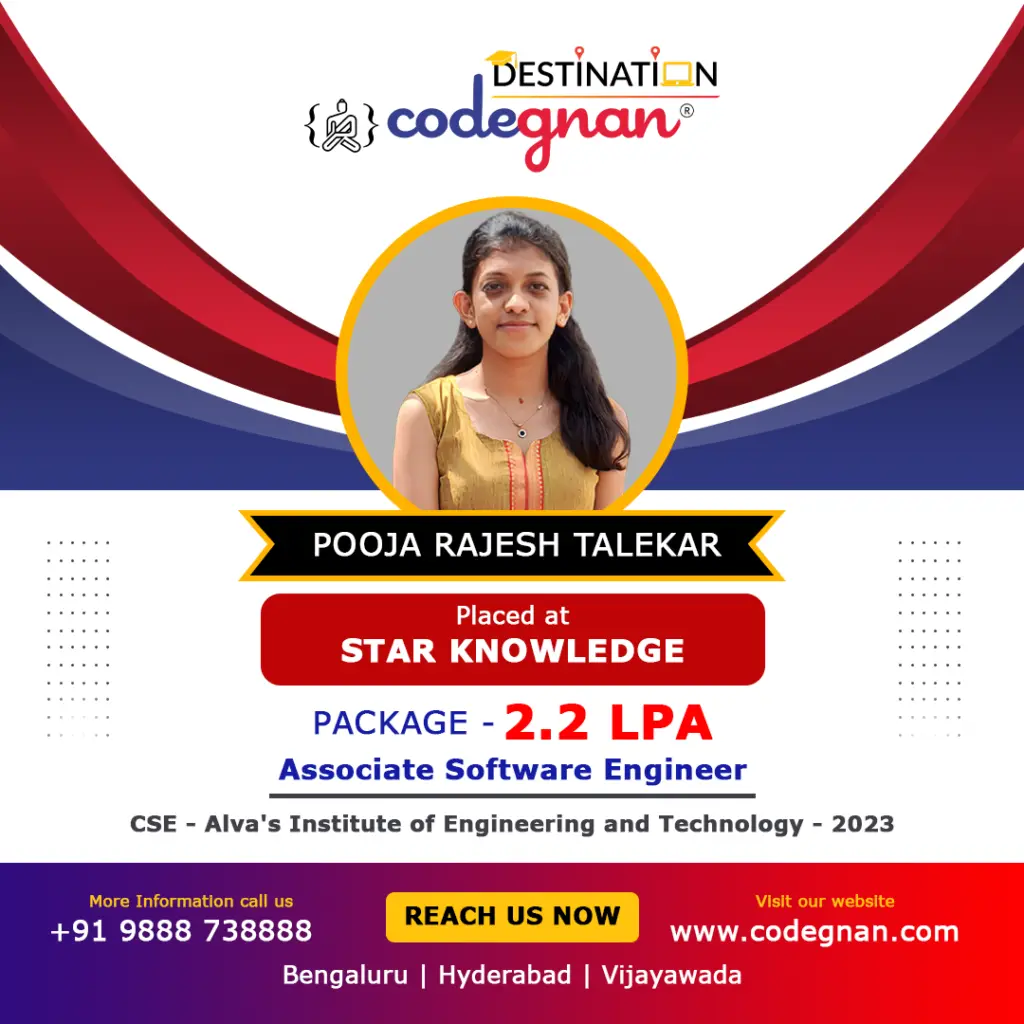 DESTINATION
codegnan®
POOJA RAJESH TALEKAR
Placed at
STAR KNOWLEDGE
PACKAGE - 2.2 LPA
Associate Software Engineer
CSE - Alva's Institute of Engineering and Technology - 2023
More Information call us
+91 9888 738888
REACH US NOW
Visit our website
www.codegnan.com
Bengaluru | Hyderabad | Vijayawada